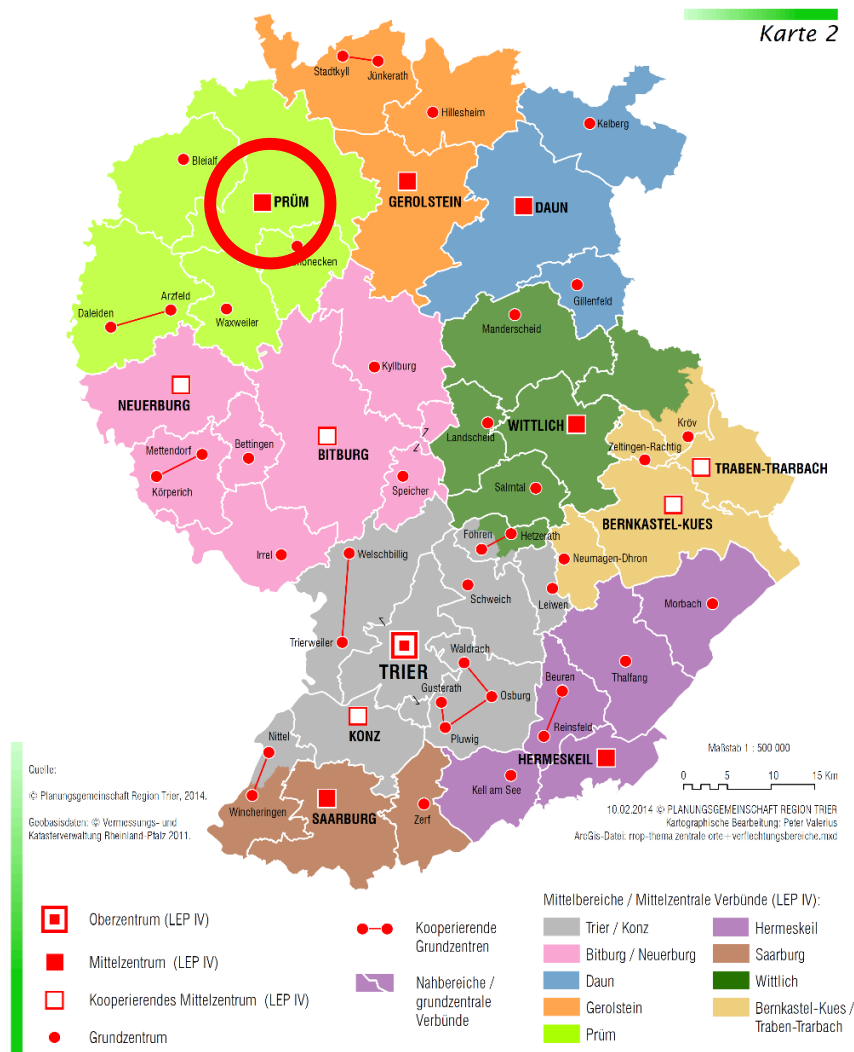 Karte 2
Stadtkyll
Jünkerath
Hillesheim
Kelberg
Bleialf
PRÜM
GEROLSTEIN
DAUN
Gillenfeld
Arzfeld
Daleiden
Waxweiler
Manderscheid
Kyllburg
NEUERBURG
BITBURG
Landscheid
WITTLICH
Kröv
Zeltingen-Rachtig
TRABEN-TRARBACH
Mettendorf
Bettingen
Körperich
Speicher
Salmtal
BERNKASTEL-KUES
Föhren
Hetzerath
Irrel
Welschbillig
Neumagen-Dhron
Schweich
Leiwen
Morbach
Trierweiler
TRIER
Waldrach
Gusterath
Osburg
Beuren
Thalfang
Pluwig
Reinsfeld
Nittel
KONZ
HERMESKEIL
Kell am See
Wincheringen
SAARBURG
Zerf
Maßstab 1 : 500 000
0 5 10 15 Km
Quelle:
© Planungsgemeinschaft Region Trier, 2014.
Geobasisdaten: © Vermessungs- und
Katasterverwaltung Rheinland-Pfalz 2011.
10.02.2014 © PLANUNGSGEMEINSCHAFT REGION TRIER
Kartographische Bearbeitung: Peter Valerius
ArcGis-Datei: rrop-thema zentrale orte+verflechtungsbereiche.mxd
Oberzentrum (LEP IV)
Mittelzentrum (LEP IV)
Kooperierendes Mittelzentrum (LEP IV)
Grundzentrum
Kooperierende
Grundzentren
Nahbereiche /
grundzentrale
Verbünde
Mittelbereiche / Mittelzentrale Verbünde (LEP IV):
Trier / Konz
Bitburg / Neuerburg
Daun
Gerolstein
Prüm
Hermeskeil
Saarburg
Wittlich
Bernkastel-Kues /
Traben-Trarbach